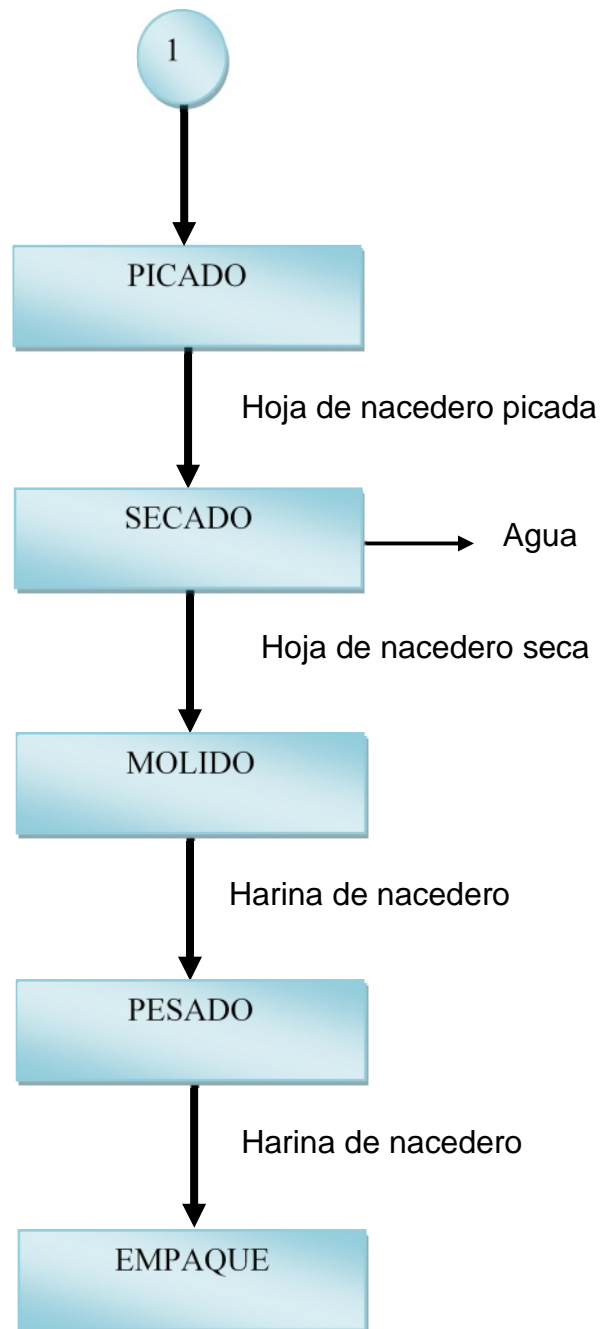 1
PICADO
Hoja de nacedero picada
SECADO
Agua
Hoja de nacedero seca
MOLIDO
Harina de nacedero
PESADO
Harina de nacedero
EMPAQUE